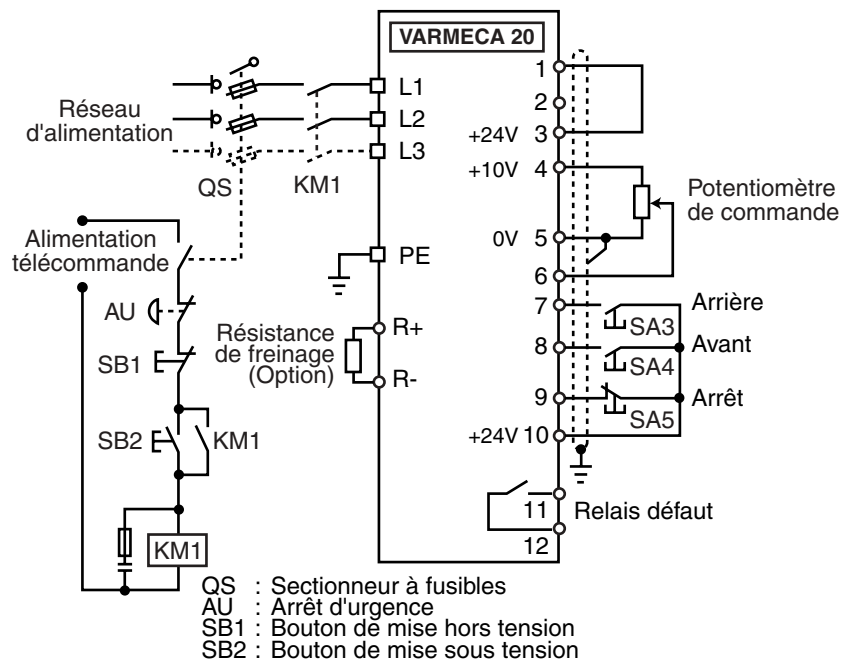 VARMECA 20
L1
L2
L3
Réseau
d'alimentation
QS
KM1
1
2
+24V 3
+10V 4
0V 5
6
7
8
9
+24V 10
11
12
Potentiomètre
de commande
PE
R+
R-
Résistance
de freinage
(Option)
Arrière
SA3
Avant
SA4
Arrêt
SA5
Relais défaut
Alimentation
télécommande
AU
SB1
SB2
KM1
KM1
QS : Sectionneur à fusibles
AU : Arrêt d'urgence
SB1 : Bouton de mise hors tension
SB2 : Bouton de mise sous tension